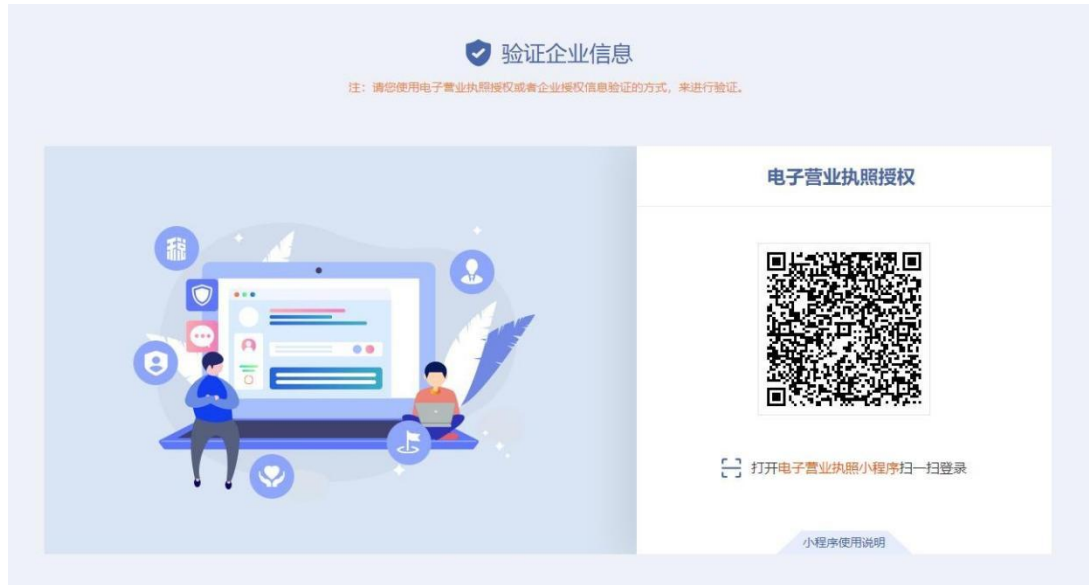 验证企业信息
注：请您使用电子营业执照授权或者企业授权信息验证的方式，来进行验证。
电子营业执照授权
税
打开电子营业执照小程序扫一扫登录
小程序使用说明